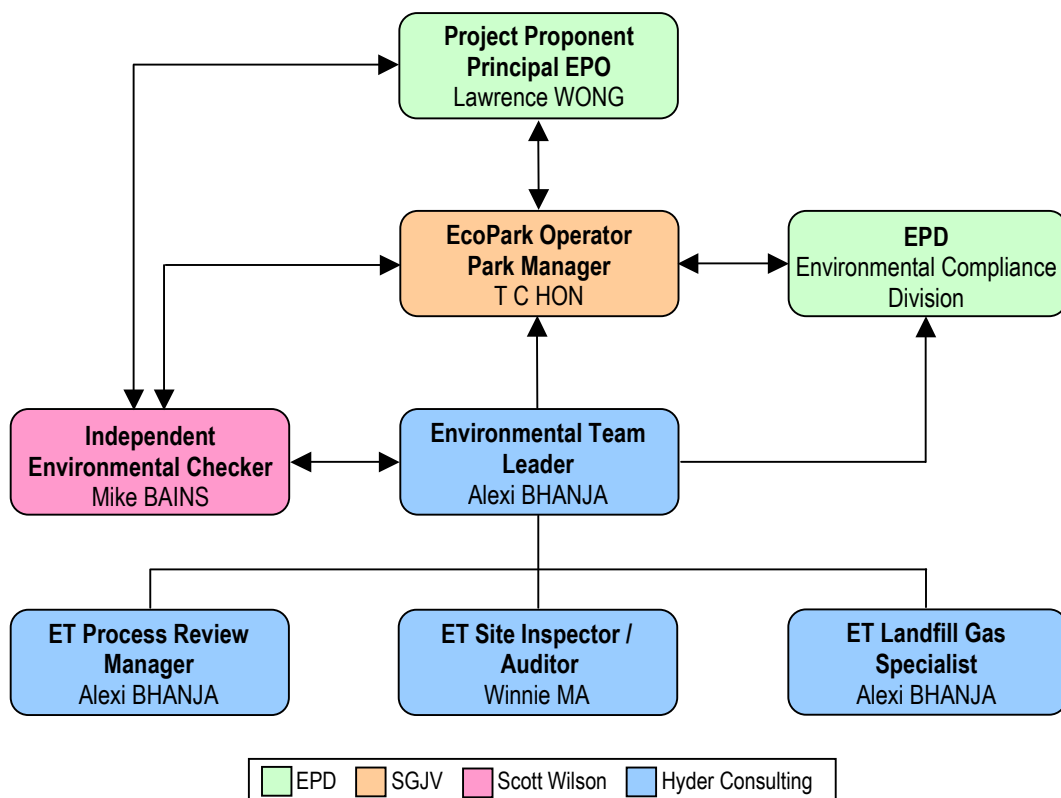 Project Proponent
Principal EPO
Lawrence WONG
EcoPark Operator
Park Manager
T C HON
EPD
Environmental Compliance
Division
Independent
Environmental Checker
Mike BAINS
Environmental Team
Leader
Alexi BHANJA
ET Process Review
Manager
Alexi BHANJA
ET Site Inspector /
Auditor
Winnie MA
ET Landfill Gas
Specialist
Alexi BHANJA
EPD SGJV Scott Wilson Hyder Consulting